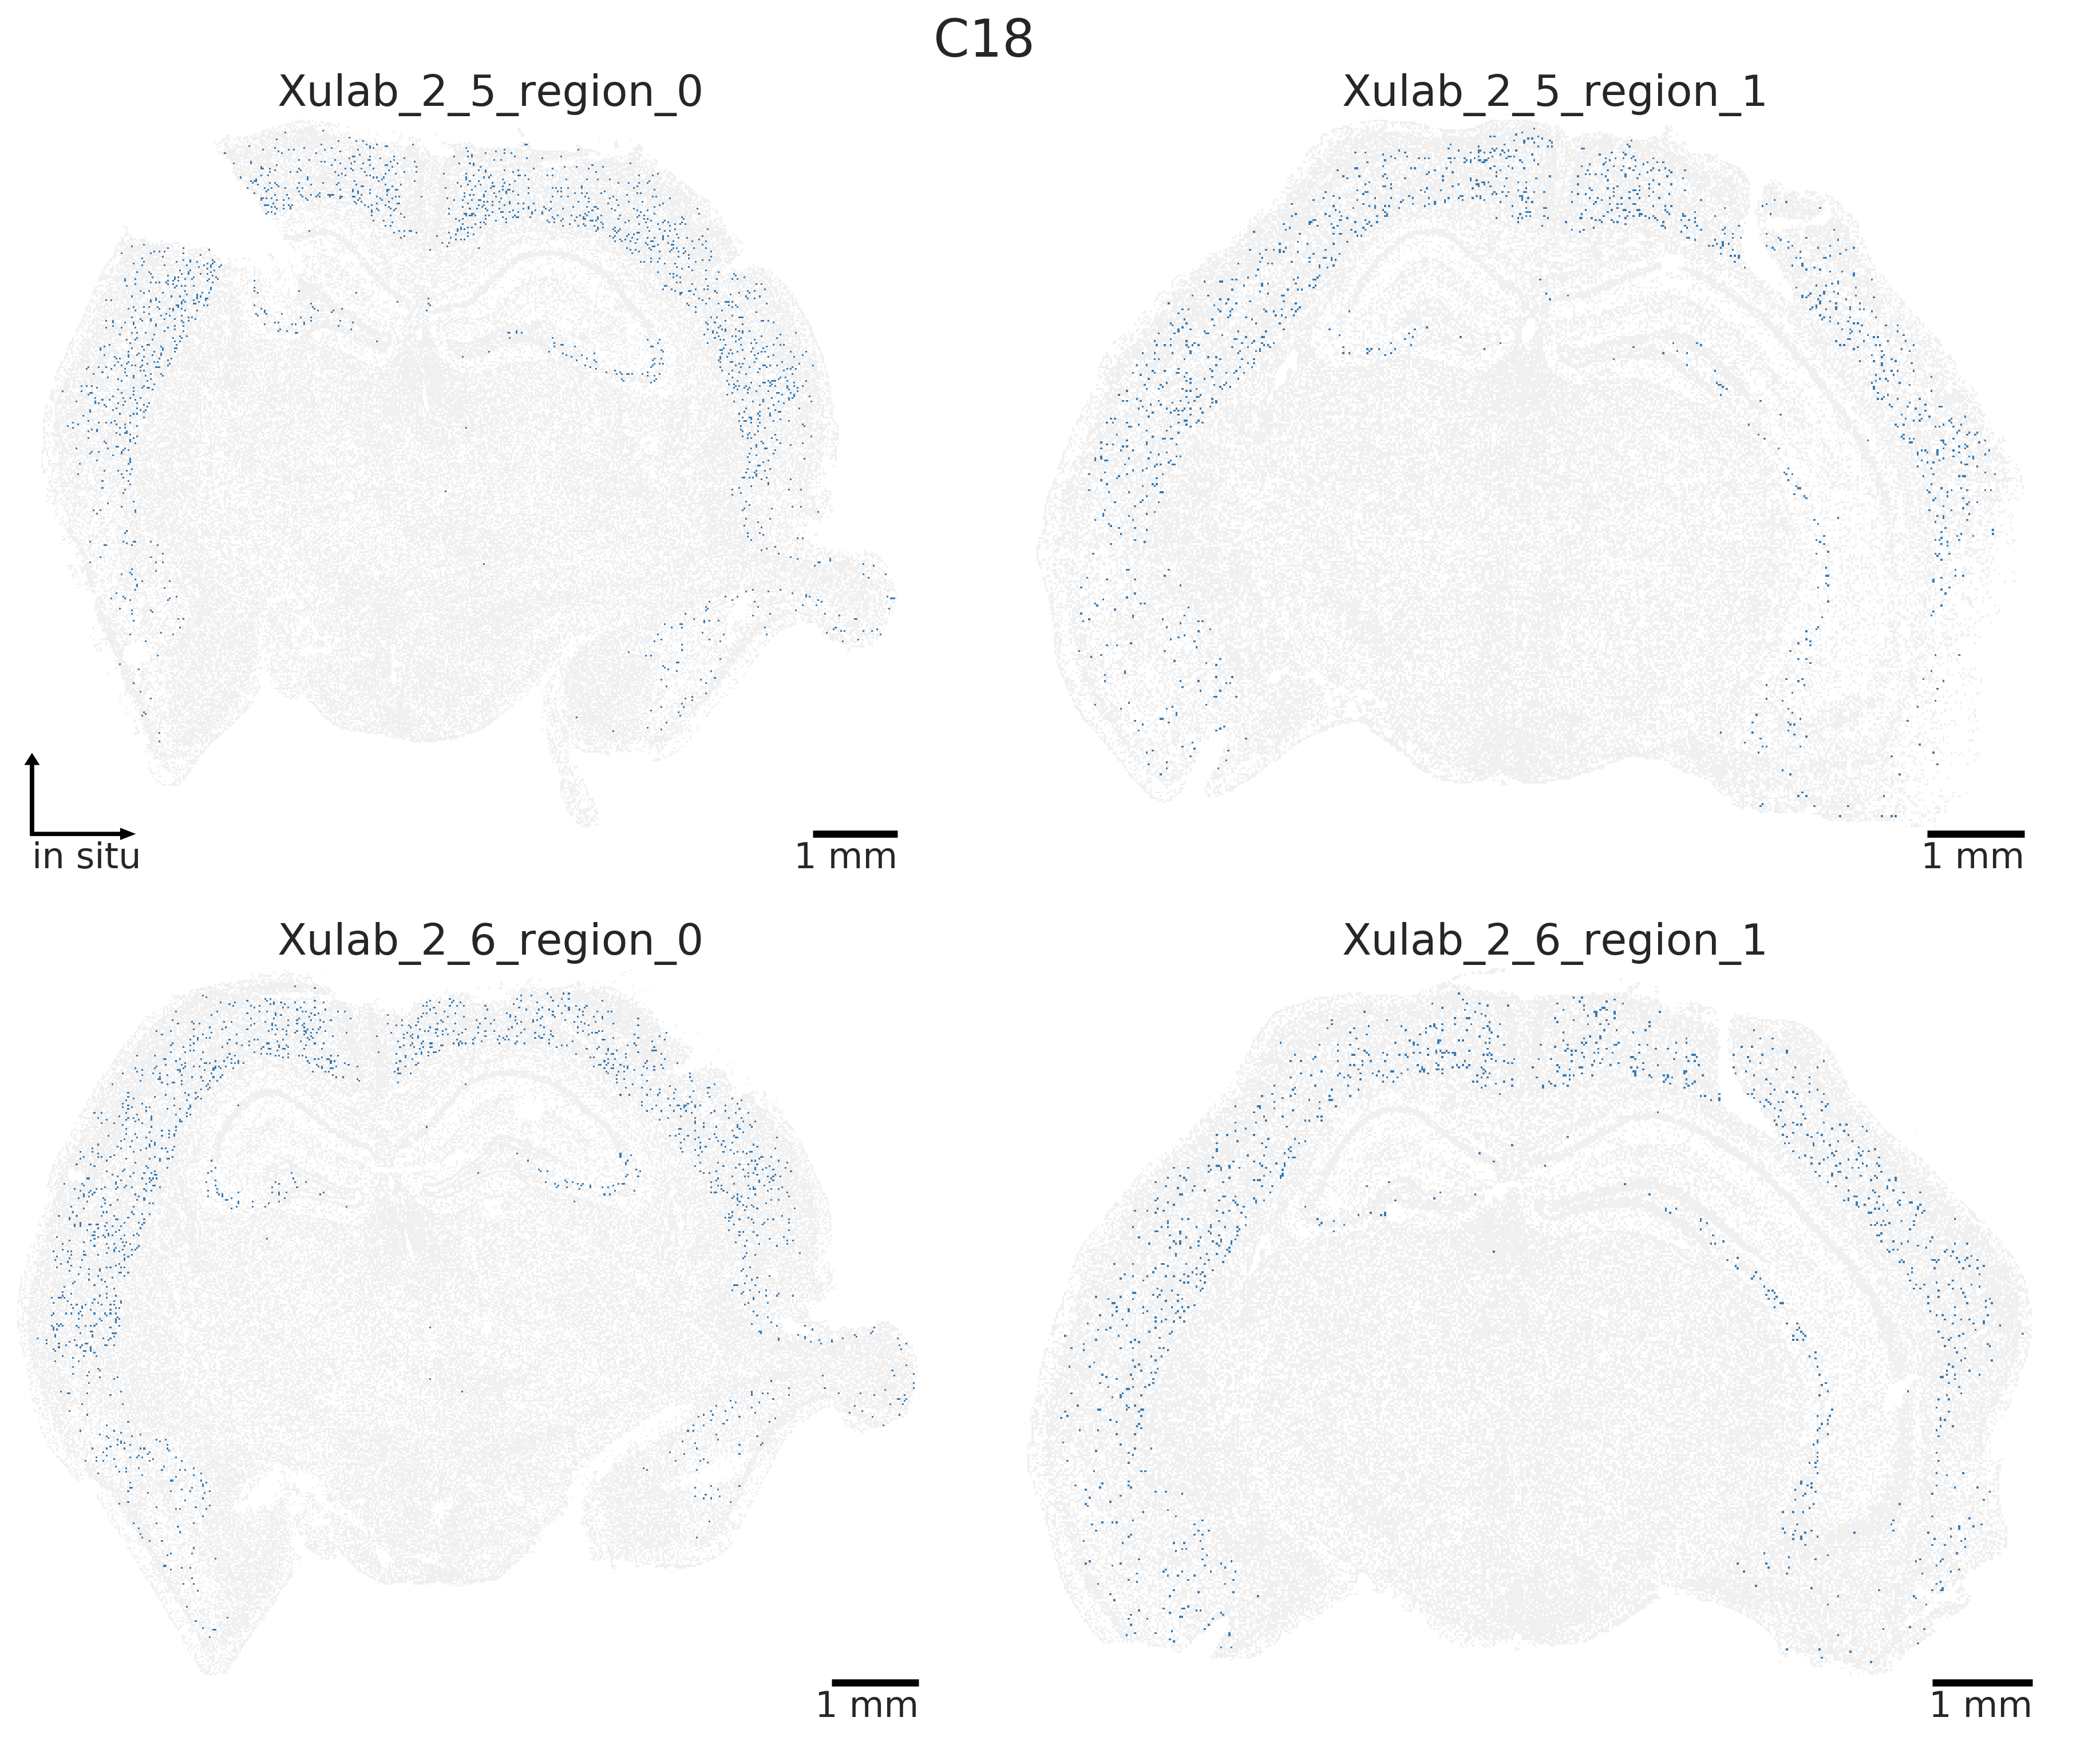 C18
Xulab_2_5_region_0
Xulab_2_5_region_1
in situ
1 mm
1 mm
Xulab_2_6_region_0
Xulab_2_6_region_1
1 mm
1 mm